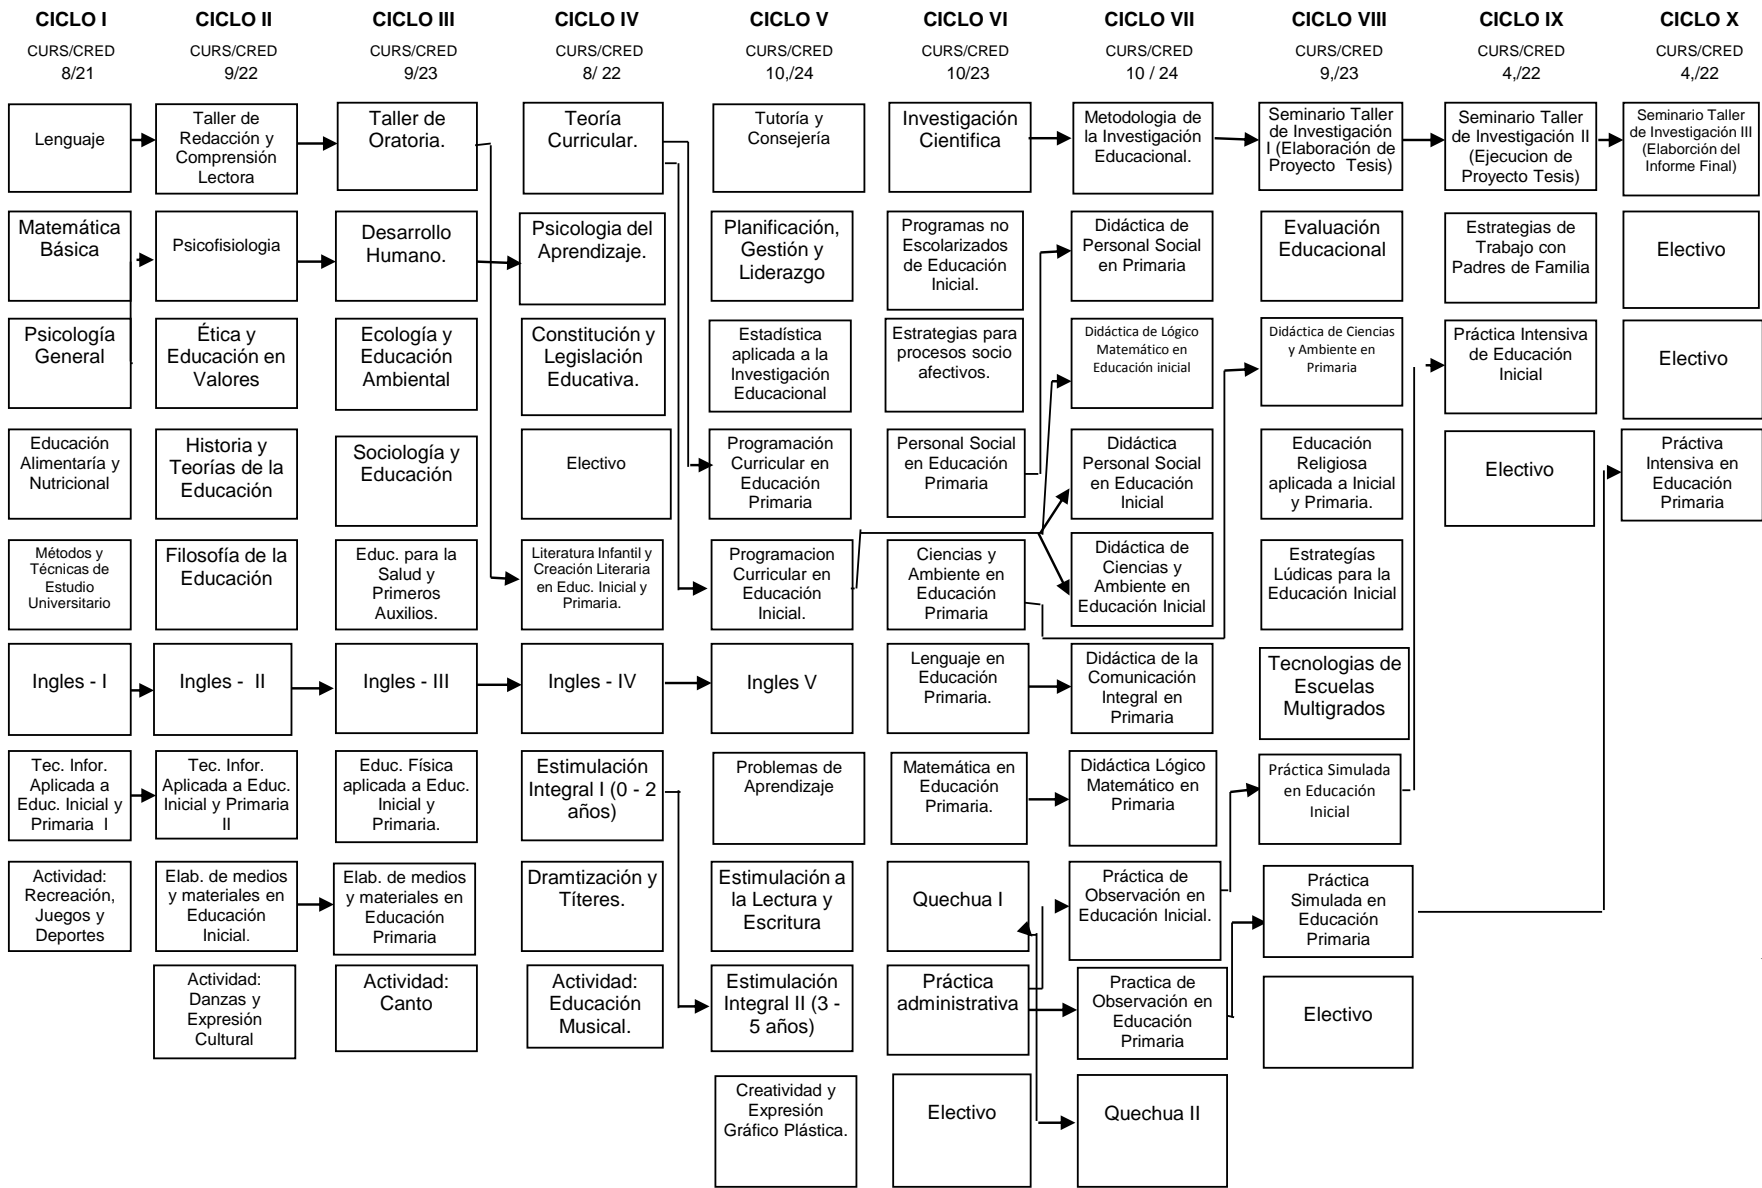 CICLO I
CURS/CRED
8/21
Lenguaje
Matemática
Básica
Psicología
General
Educación
Alimentaría y
Nutricional
Métodos y
Técnicas de
Estudio
Universitario
Ingles - I
Tec. Infor.
Aplicada a
Educ. Inicial y
Primaria I
Actividad:
Recreación,
Juegos y
Deportes
CICLO II
CURS/CRED
9/22
Taller de
Redacción y
Comprensión
Lectora
Psicofisiologia
Ética y
Educación en
Valores
Historia y
Teorías de la
Educación
Filosofía de la
Educación
Ingles - II
Tec. Infor.
Aplicada a Educ.
Inicial y Primaria
II
Elab. de medios
y materiales en
Educación
Inicial.
Actividad:
Danzas y
Expresión
Cultural
CICLO III
CURS/CRED
9/23
Taller de
Oratoria.
Desarrollo
Humano.
Ecología y
Educación
Ambiental
Sociología y
Educación
Educ. para la
Salud y
Primeros
Auxilios.
Ingles - III
Educ. Física
aplicada a Educ.
Inicial y
Primaria.
Elab. de medios
y materiales en
Educación
Primaria
Actividad:
Canto
CICLO IV
CURS/CRED
8/ 22
Teoría
Curricular.
Psicologia del
Aprendizaje.
Constitución y
Legislación
Educativa.
Electivo
Literatura Infantil y
Creación Literaria
en Educ. Inicial y
Primaria.
Ingles - IV
Estimulación
Integral I (0 - 2
años)
Dramtización y
Títeres.
Actividad:
Educación
Musical.
CICLO V
CURS/CRED
10,/24
Tutoría y
Consejería
Planificación,
Gestión y
Liderazgo
Estadística
aplicada a la
Investigación
Educacional
Programación
Curricular en
Educación
Primaria
Programacion
Curricular en
Educación
Inicial.
Ingles V
Problemas de
Aprendizaje
Estimulación a
la Lectura y
Escritura
Estimulación
Integral II (3 -
5 años)
Creatividad y
Expresión
Gráfico Plástica.
CICLO VI
CURS/CRED
10/23
Investigación
Cientifica
Programas no
Escolarizados
de Educación
Inicial.
Estrategias para
procesos socio
afectivos.
Personal Social
en Educación
Primaria
Ciencias y
Ambiente en
Educación
Primaria
Lenguaje en
Educación
Primaria.
Matemática en
Educación
Primaria.
Quechua I
Práctica
administrativa
Electivo
CICLO VII
CURS/CRED
10 / 24
Metodologia de
la Investigación
Educacional.
Didáctica de
Personal Social
en Primaria
Didáctica de Lógico
Matemático en
Educación inicial
Didáctica
Personal Social
en Educación
Inicial
Didáctica de
Ciencias y
Ambiente en
Educación Inicial
Didáctica de la
Comunicación
Integral en
Primaria
Didáctica Lógico
Matemático en
Primaria
Práctica de
Observación en
Educación Inicial.
Practica de
Observación en
Educación
Primaria
Quechua II
CICLO VIII
CURS/CRED
9,/23
Seminario Taller
de Investigación
I (Elaboración de
Proyecto Tesis)
Evaluación
Educacional
Didáctica de Ciencias
y Ambiente en
Primaria
Educación
Religiosa
aplicada a Inicial
y Primaria.
Estrategías
Lúdicas para la
Educación Inicial
Tecnologias de
Escuelas
Multigrados
Práctica Simulada
en Educación
Inicial
Práctica
Simulada en
Educación
Primaria
Electivo
CICLO IX
CURS/CRED
4,/22
Seminario Taller
de Investigación II
(Ejecucion de
Proyecto Tesis)
Estrategias de
Trabajo con
Padres de Familia
Práctica Intensiva
de Educación
Inicial
Electivo
CICLO X
CURS/CRED
4,/22
Seminario Taller
de Investigación III
(Elaborción del
Informe Final)
Electivo
Electivo
Práctiva
Intensiva en
Educación
Primaria